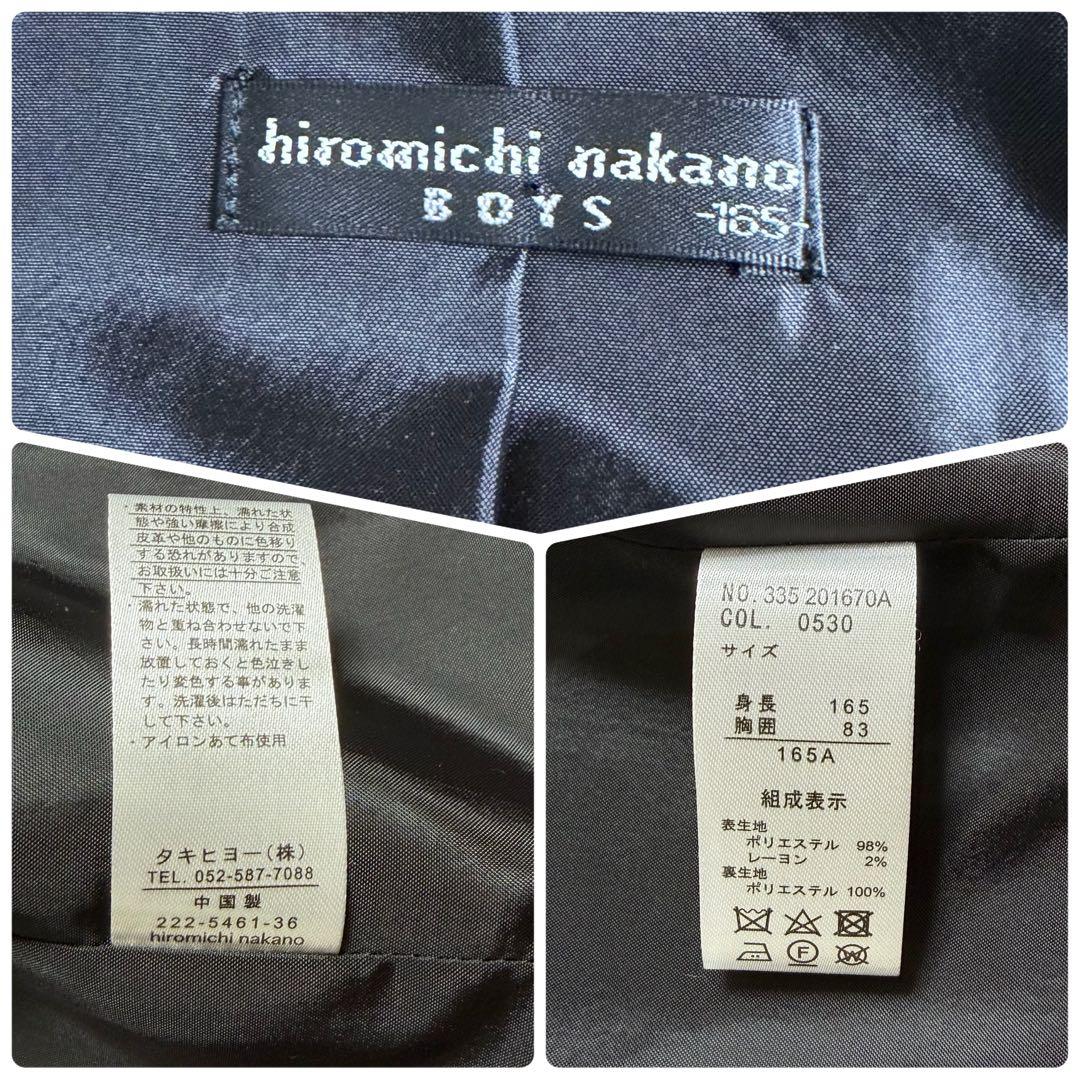 hiromichi nakano
BOYS -165-
・素材の特性上、濡れた状
態や強い摩擦により合成
皮革や他のものに色移り
する恐れがありますので、
お取扱いには十分ご注意
下さい。
・濡れた状態で、他の洗濯
物と重ね合わせないで下
さい。長時間濡れたまま
放置しておくと色泣きし
たり変色する事がありま
す。洗濯後はただちに干
して下さい。
・アイロンあて布使用
タキヒヨー(株)
TEL. 052-587-7088
中国製
222-5461-36
hiromichi nakano
NO. 335 201670A
COL. 0530
サイズ
身長 165
胸囲 83
165A
組成表示
表生地
ポリエステル 98%
レーヨン 2%
裏生地
ポリエステル 100%
F W